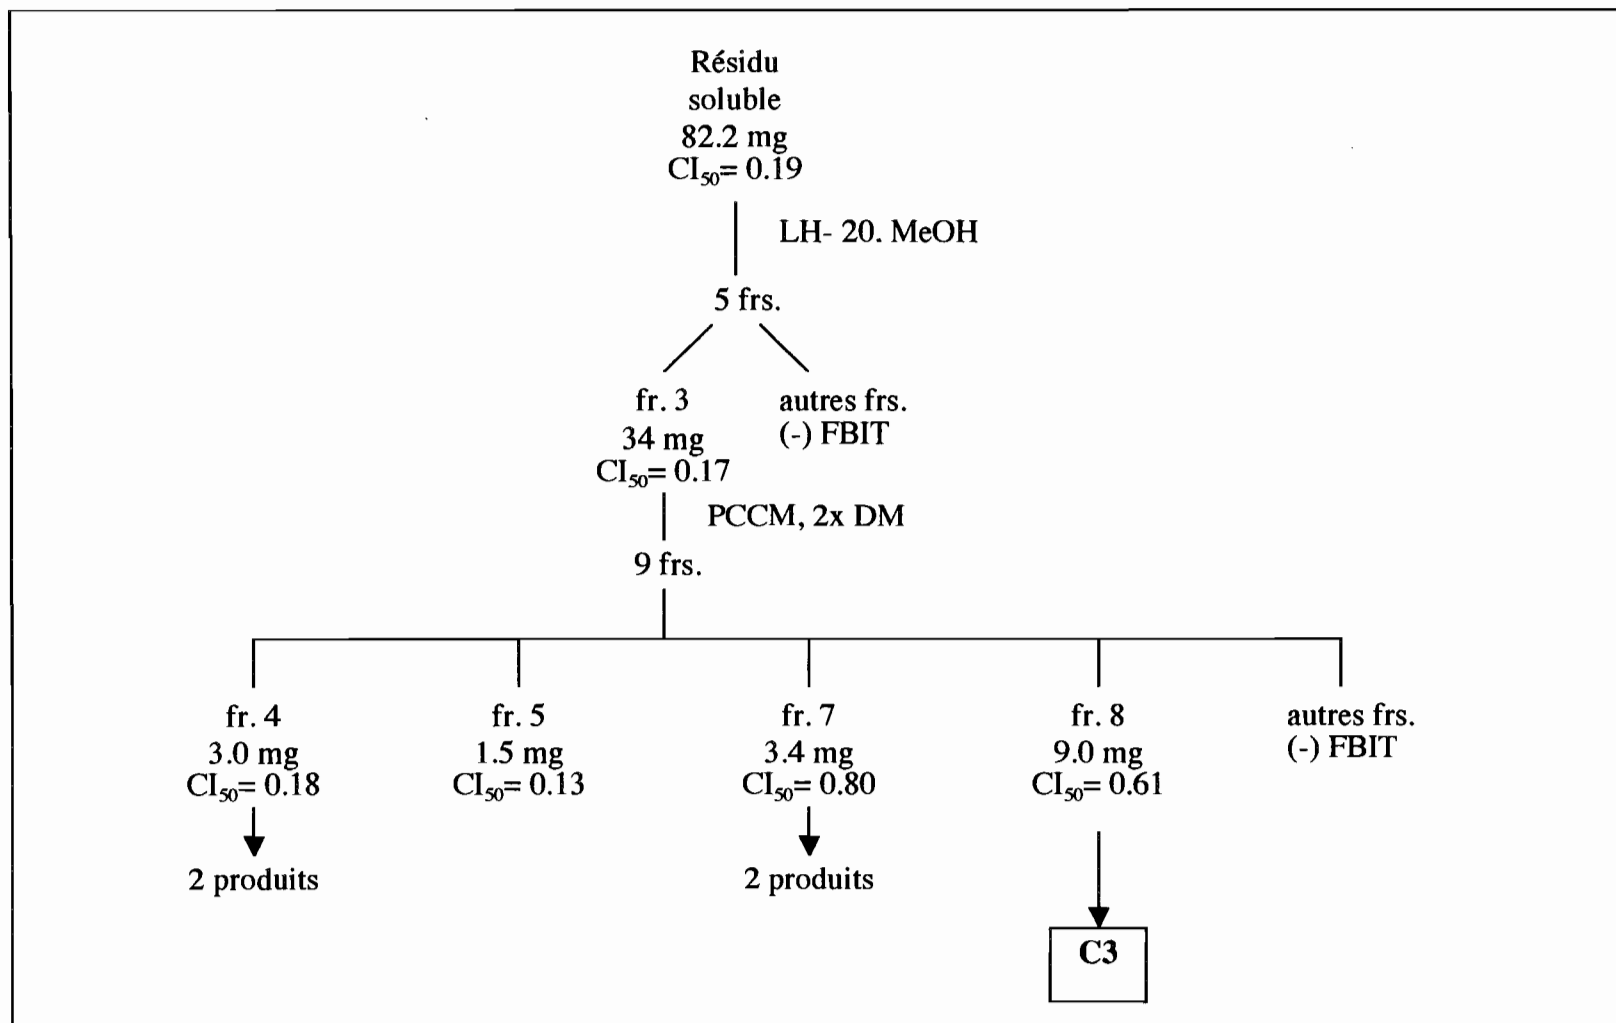 Résidu
soluble
82.2 mg
CI₅₀= 0.19
LH- 20. MeOH
5 frs.
fr. 3
34 mg
CI₅₀= 0.17
autres frs.
(-) FBIT
PCCM, 2x DM
9 frs.
fr. 4
3.0 mg
CI₅₀= 0.18
2 produits
fr. 5
1.5 mg
CI₅₀= 0.13
fr. 7
3.4 mg
CI₅₀= 0.80
2 produits
fr. 8
9.0 mg
CI₅₀= 0.61
C3
autres frs.
(-) FBIT